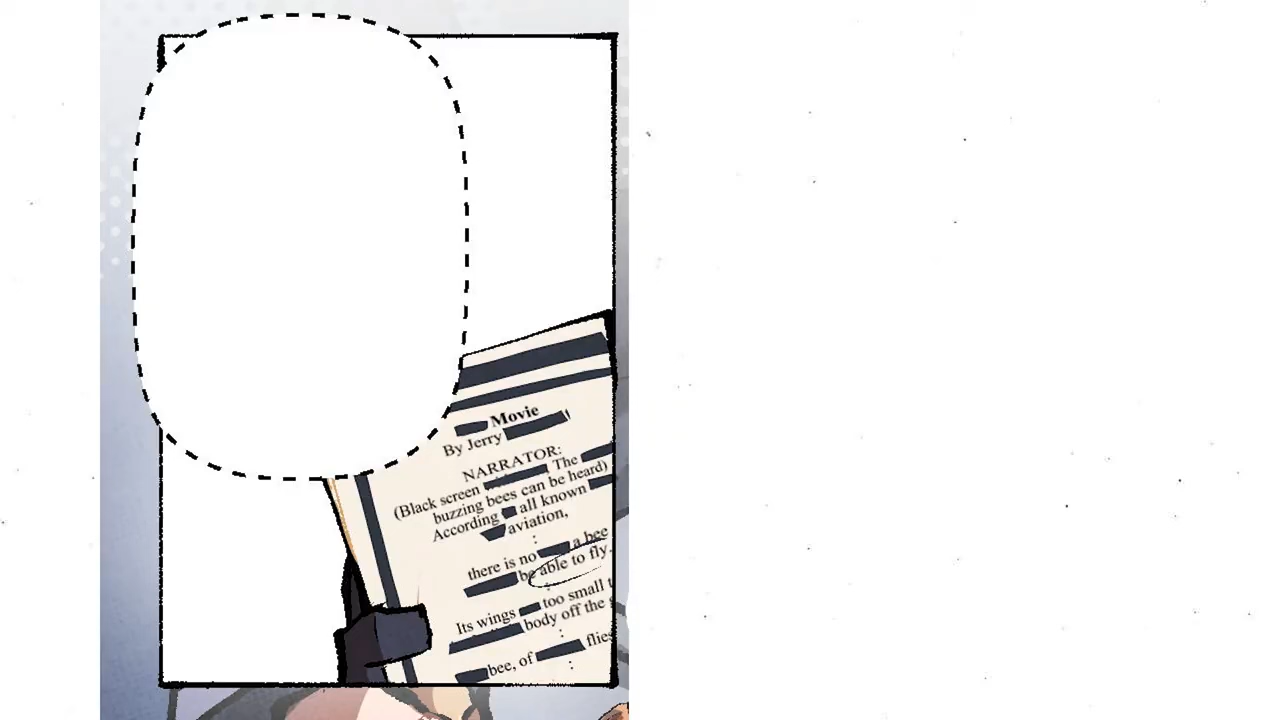 Movie
By Jerry
NARRATOR:
(Black screen The
buzzing bees can be heard)
According all known
aviation,
:
there is no a bee
be able to fly.
:
Its wings too small
body off the
:
bee, of flies
: